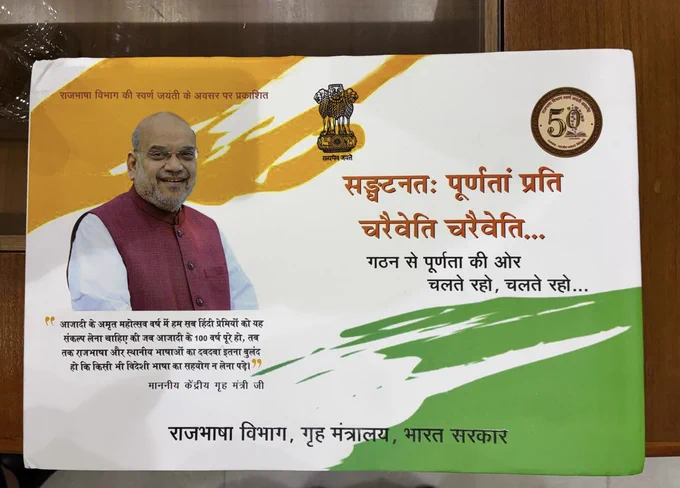 राजभाषा विभाग की स्वर्ण जयंती के अवसर पर प्रकाशित
सत्यमेव जयते
50
सङ्घटनतः पूर्णतां प्रति
चरैवेति चरैवेति...
गठन से पूर्णता की ओर
चलते रहो, चलते रहो...
"आजादी के अमृत महोत्सव वर्ष में हम सब हिंदी प्रेमियों को यह
संकल्प लेना चाहिए की जब आजादी के 100 वर्ष पूरे हो, तब
तक राजभाषा और स्थानीय भाषाओं का दबदबा इतना बुलंद
हो कि किसी भी विदेशी भाषा का सहयोग न लेना पड़े।"
माननीय केंद्रीय गृह मंत्री जी
राजभाषा विभाग, गृह मंत्रालय, भारत सरकार